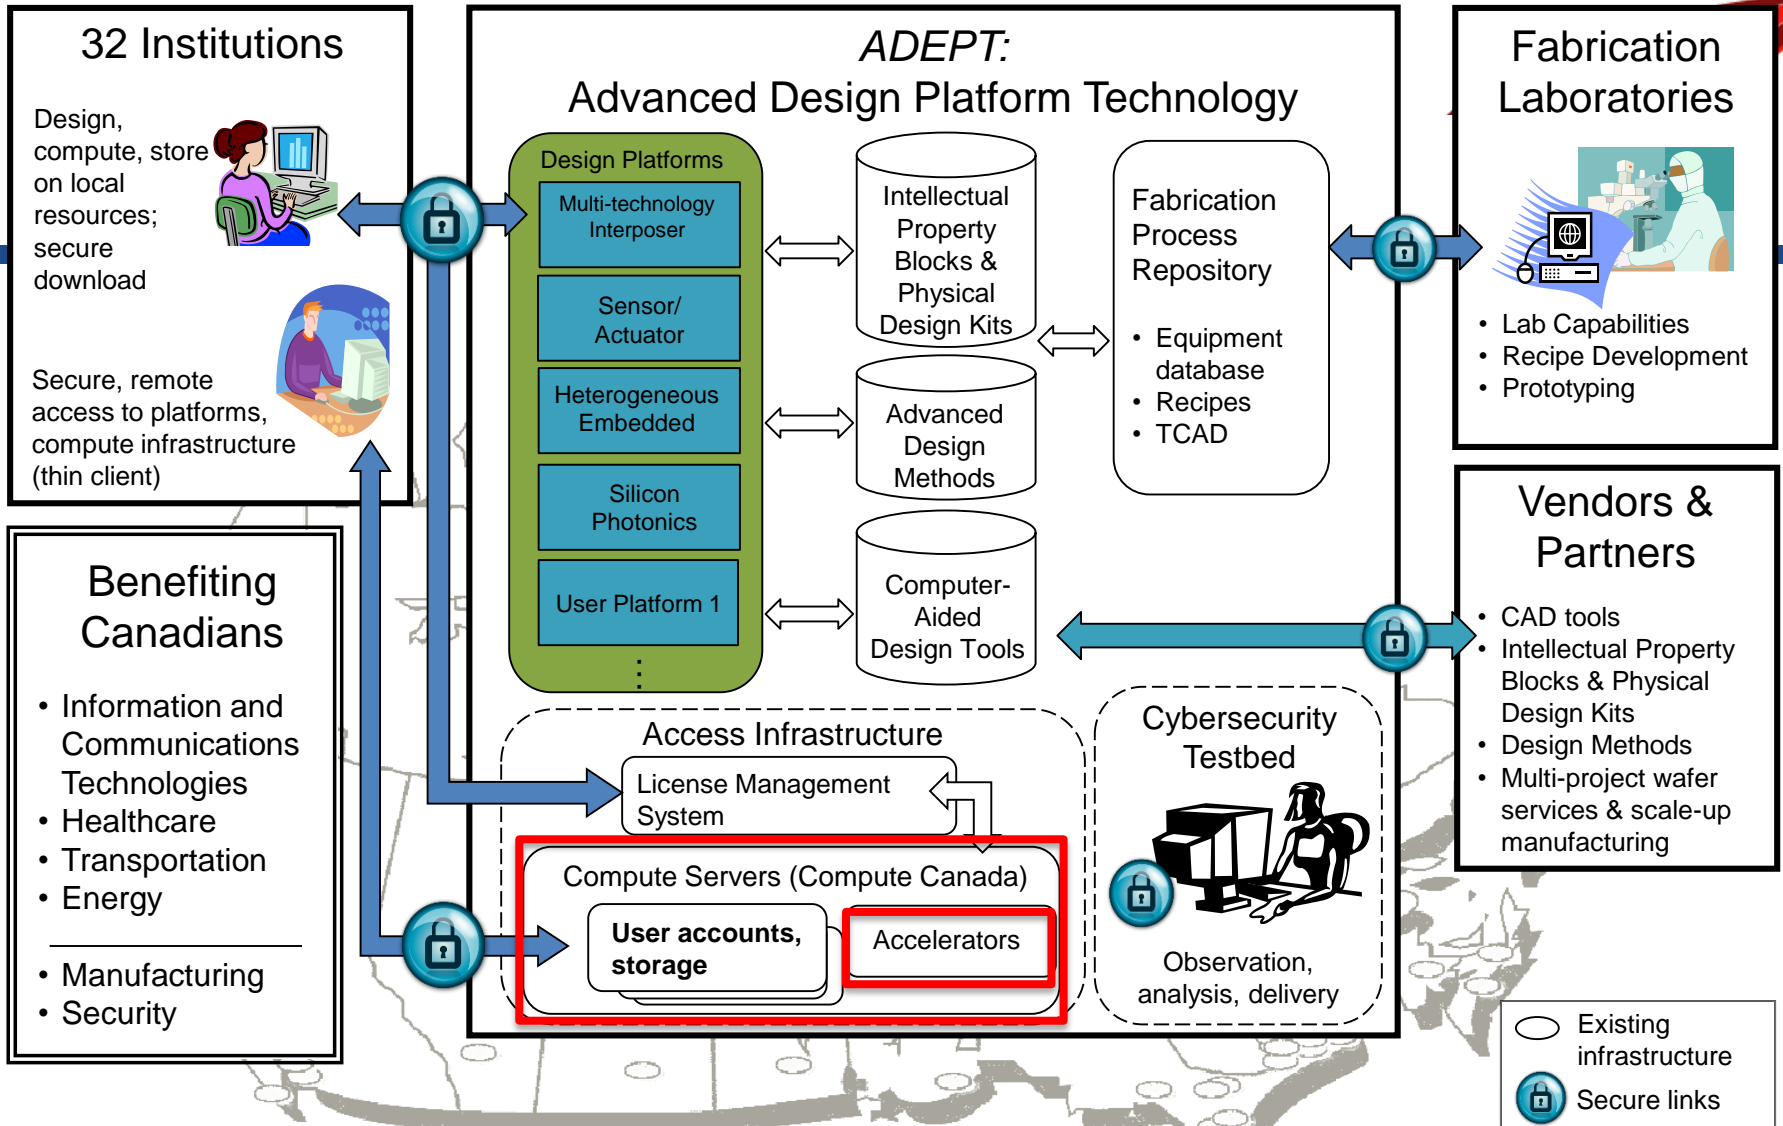 32 Institutions
Design,
compute, store
on local
resources;
secure
download
Secure, remote
access to platforms,
compute infrastructure
(thin client)
Benefiting
Canadians
• Information and
Communications
Technologies
• Healthcare
• Transportation
• Energy
• Manufacturing
• Security
ADEPT:
Advanced Design Platform Technology
Design Platforms
Multi-technology
Interposer
Sensor/
Actuator
Heterogeneous
Embedded
Silicon
Photonics
User Platform 1
⋮
Intellectual
Property
Blocks &
Physical
Design Kits
Advanced
Design
Methods
Computer-
Aided
Design Tools
Fabrication
Process
Repository
• Equipment
database
• Recipes
• TCAD
Access Infrastructure
License Management
System
Compute Servers (Compute Canada)
User accounts,
storage
Accelerators
Cybersecurity
Testbed
Observation,
analysis, delivery
Fabrication
Laboratories
• Lab Capabilities
• Recipe Development
• Prototyping
Vendors &
Partners
• CAD tools
• Intellectual Property
Blocks & Physical
Design Kits
• Design Methods
• Multi-project wafer
services & scale-up
manufacturing
Existing
infrastructure
Secure links